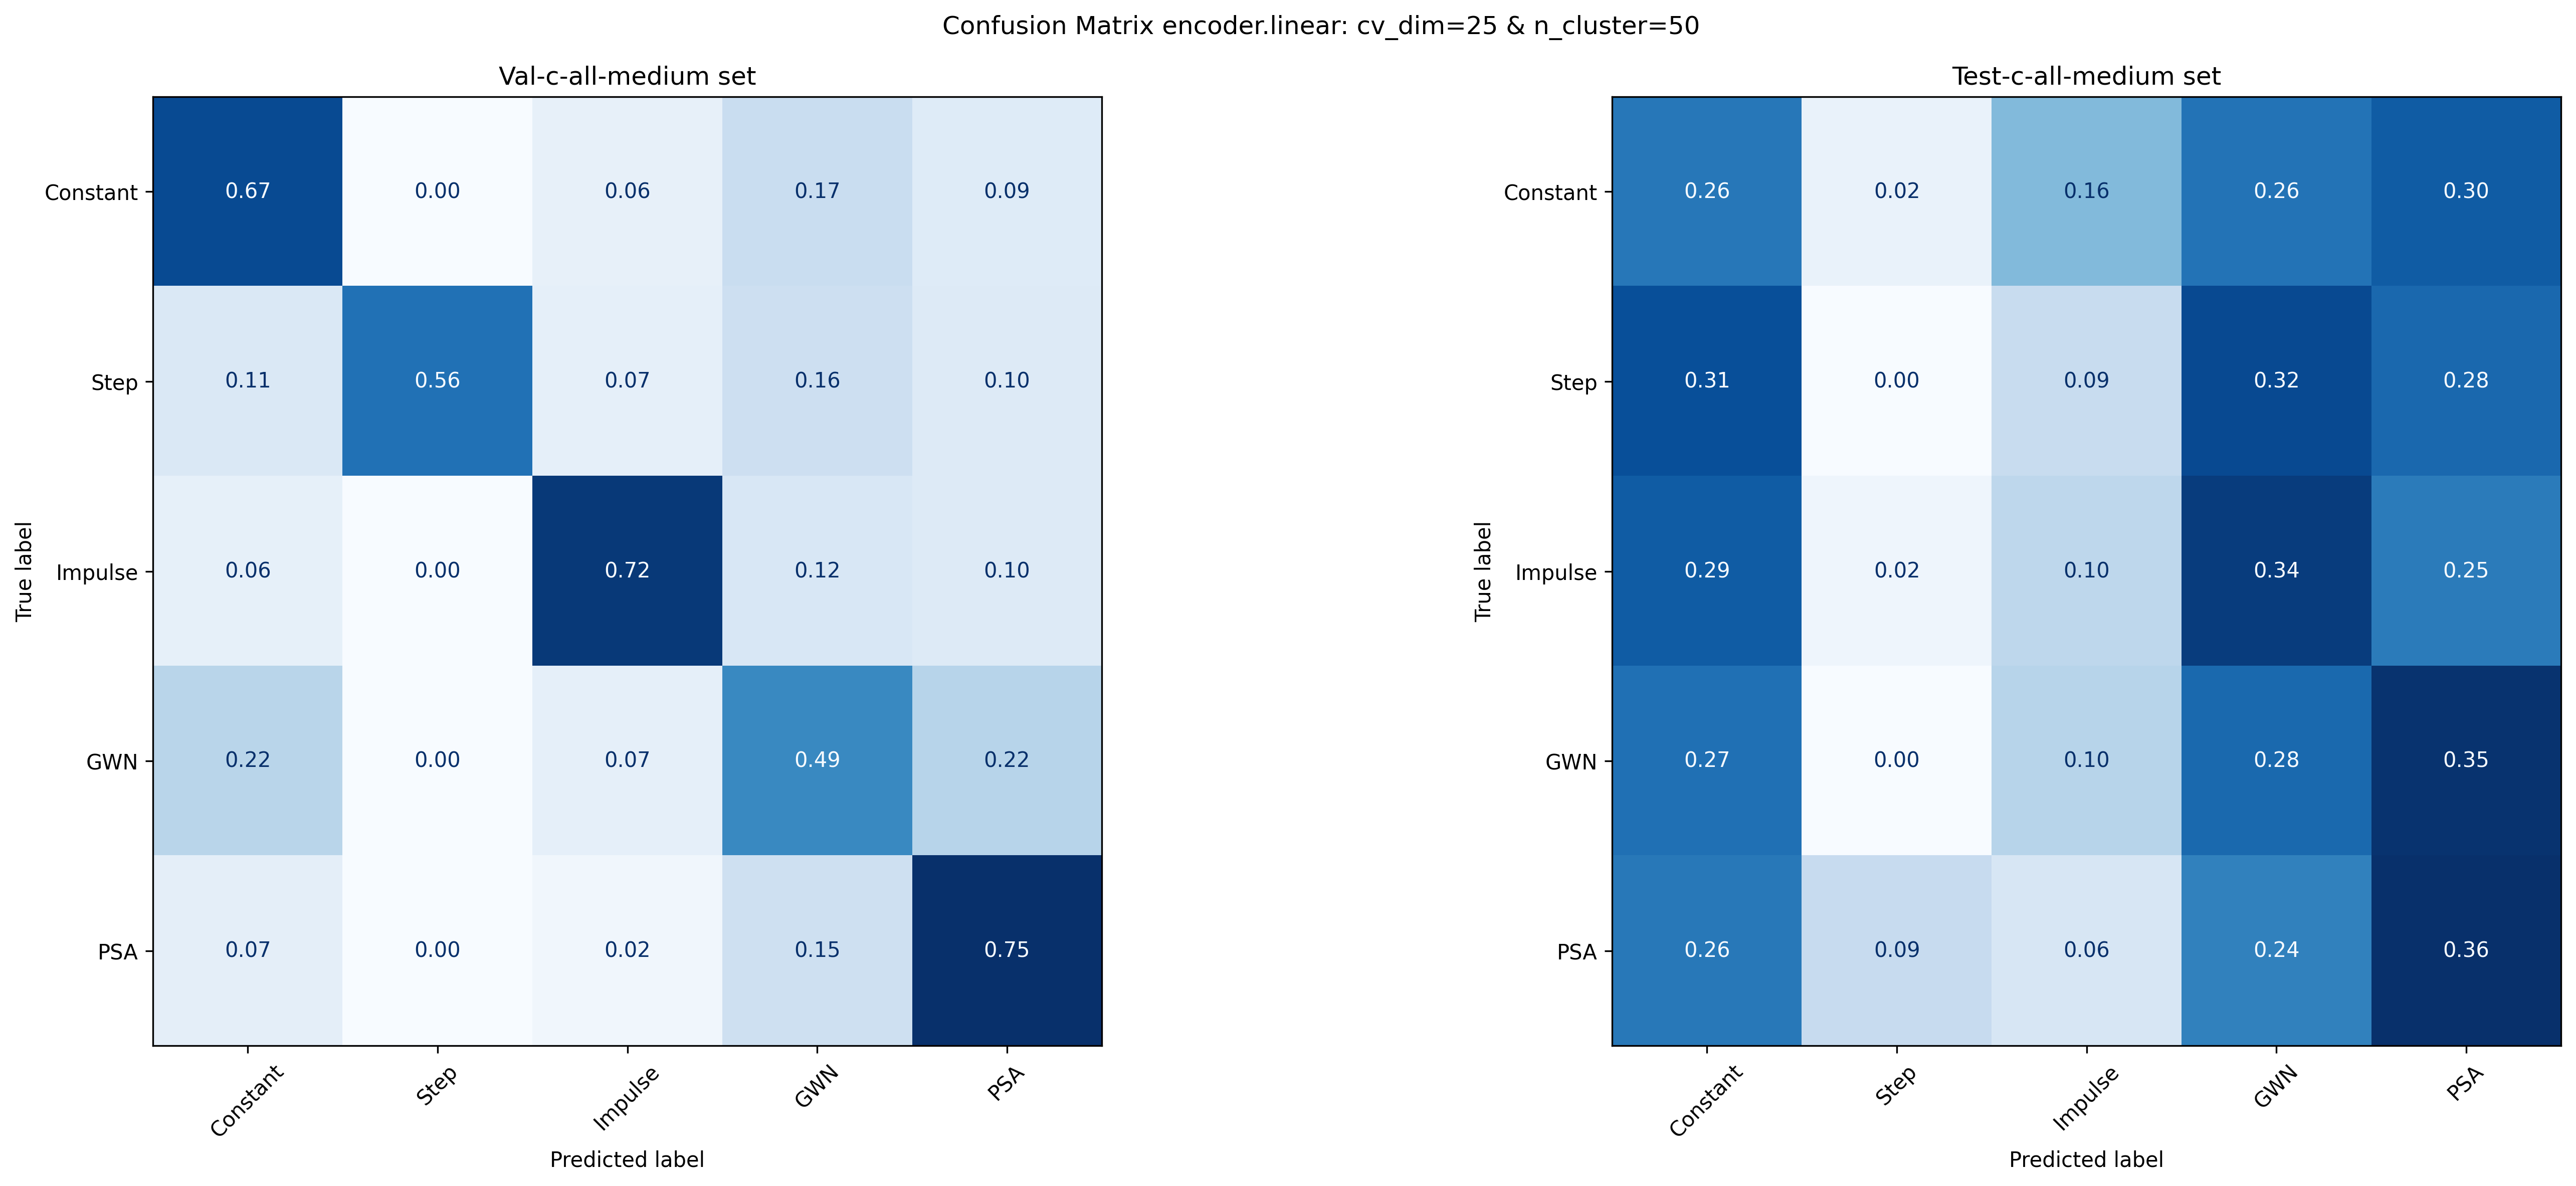 Confusion Matrix encoder.linear: cv_dim=25 & n_cluster=50
Val-c-all-medium set
True label
Constant 0.67 0.00 0.06 0.17 0.09
Step 0.11 0.56 0.07 0.16 0.10
Impulse 0.06 0.00 0.72 0.12 0.10
GWN 0.22 0.00 0.07 0.49 0.22
PSA 0.07 0.00 0.02 0.15 0.75
Constant Step Impulse GWN PSA
Predicted label
Test-c-all-medium set
True label
Constant 0.26 0.02 0.16 0.26 0.30
Step 0.31 0.00 0.09 0.32 0.28
Impulse 0.29 0.02 0.10 0.34 0.25
GWN 0.27 0.00 0.10 0.28 0.35
PSA 0.26 0.09 0.06 0.24 0.36
Constant Step Impulse GWN PSA
Predicted label